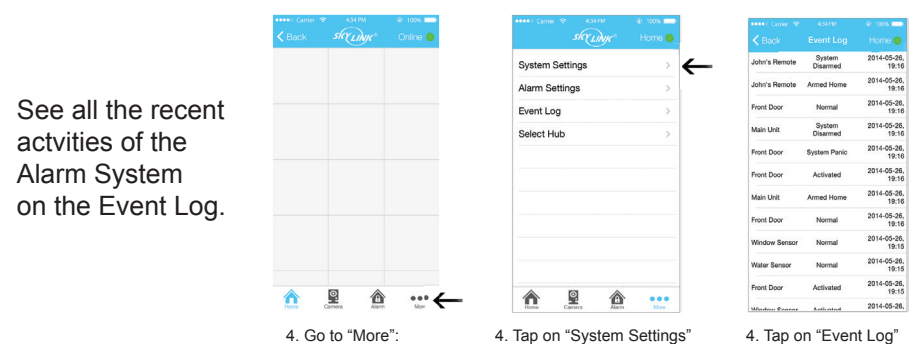 See all the recent
actvities of the
Alarm System
on the Event Log.
Carrier 4:34 PM 100%
Back SKYLINK® Online
Home Camera Alarm More
4. Go to “More”:
Carrier 4:34 PM 100%
SKYLINK® Home
System Settings
Alarm Settings
Event Log
Select Hub
Home Camera Alarm More
4. Tap on “System Settings”
Carrier 4:34 PM 100%
Back Event Log Home
John's Remote System Disarmed 2014-05-26, 19:16
John's Remote Armed Home 2014-05-26, 19:16
Front Door Normal 2014-05-26, 19:16
Main Unit System Disarmed 2014-05-26, 19:16
Front Door System Panic 2014-05-26, 19:16
Front Door Activated 2014-05-26, 19:16
Main Unit Armed Home 2014-05-26, 19:16
Front Door Normal 2014-05-26, 19:16
Window Sensor Normal 2014-05-26, 19:15
Water Sensor Normal 2014-05-26, 19:15
Front Door Activated 2014-05-26, 19:15
Window Sensor Activated 2014-05-26,
4. Tap on “Event Log”